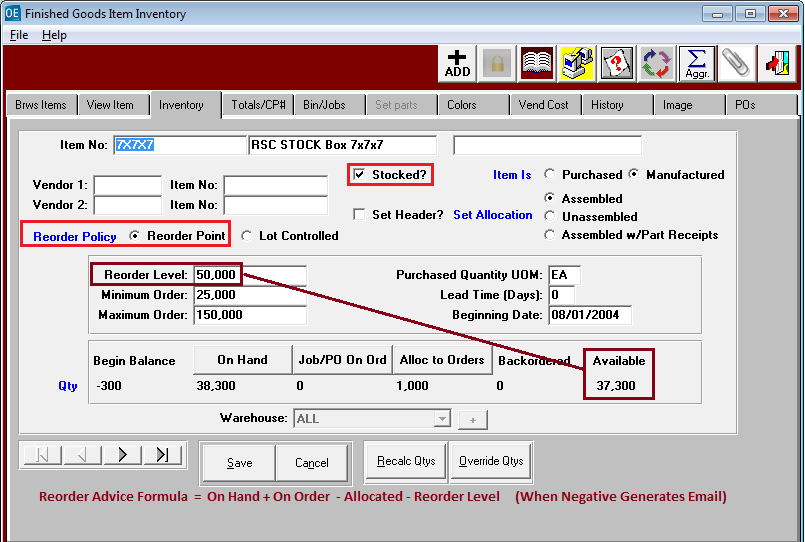 OE Finished Goods Item Inventory
File Help
+ ADD ? Σ Aggr.
Brws Items View Item Inventory Totals/CP# Bin/Jobs Set parts Colors Vend Cost History Image POs
Item No: 7X7X7 RSC STOCK Box 7x7x7
Stocked? Item Is Purchased Manufactured
Vendor 1: Item No:
Assembled
Vendor 2: Item No:
Set Header? Set Allocation Unassembled
Reorder Policy Reorder Point Lot Controlled Assembled w/Part Receipts
Reorder Level: 50,000 Purchased Quantity UOM: EA
Minimum Order: 25,000 Lead Time (Days): 0
Maximum Order: 150,000 Beginning Date: 08/01/2004
Begin Balance On Hand Job/PO On Ord Alloc to Orders Backordered Available
Qty -300 38,300 0 1,000 0 37,300
Warehouse: ALL +
Save Cancel Recalc Qtys Override Qtys
Reorder Advice Formula = On Hand + On Order - Allocated - Reorder Level (When Negative Generates Email)